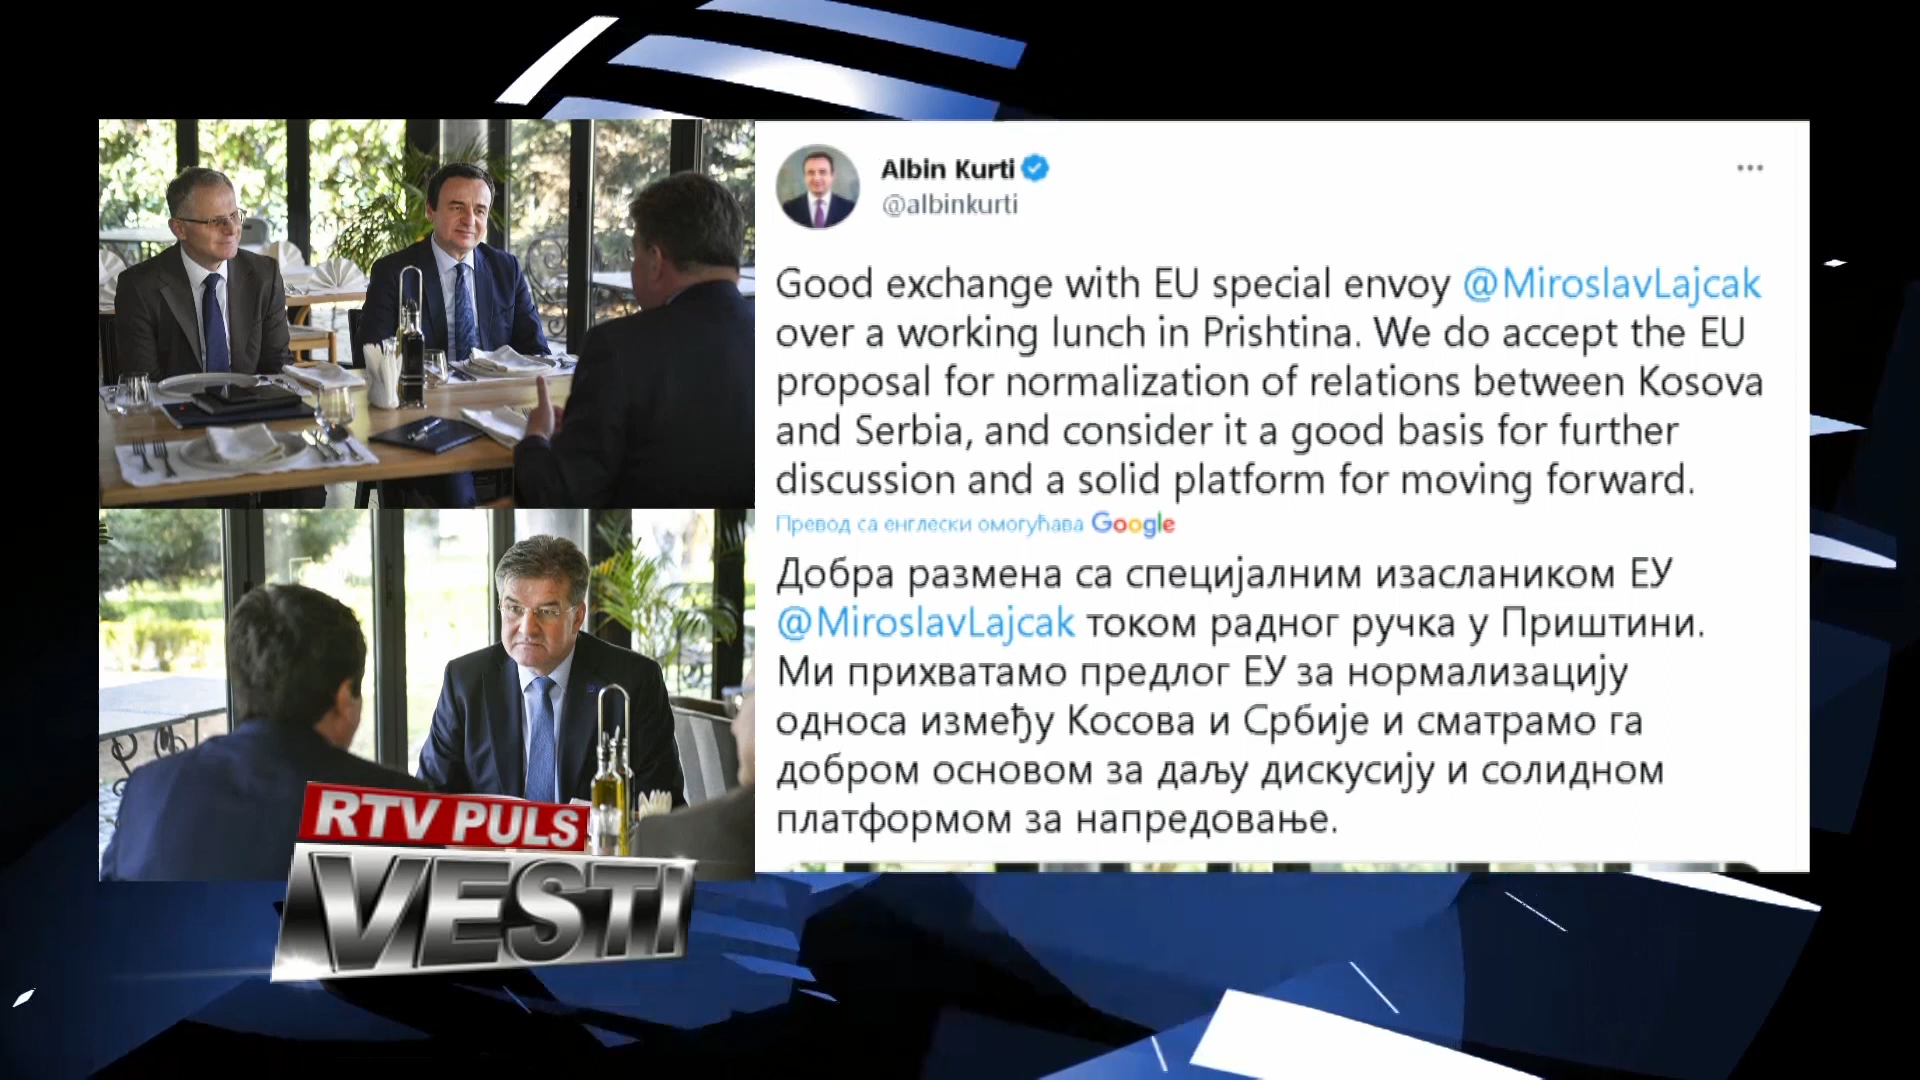 Albin Kurti
@albinkurti
Good exchange with EU special envoy @MiroslavLajcak
over a working lunch in Prishtina. We do accept the EU
proposal for normalization of relations between Kosova
and Serbia, and consider it a good basis for further
discussion and a solid platform for moving forward.
Превод са енглески омогућава Google
Добра размена са специјалним изаслаником ЕУ
@MiroslavLajcak током радног ручка у Приштини.
Ми прихватамо предлог ЕУ за нормализацију
односа између Косова и Србије и сматрамо га
добром основом за даљу дискусију и солидном
платформом за напредовање.
RTV PULS
VESTI